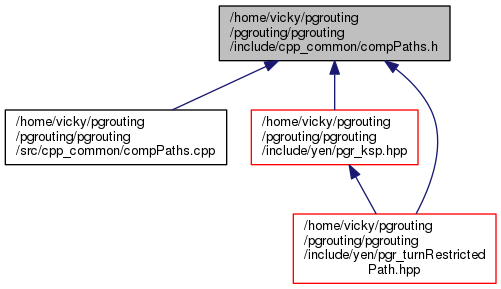 /home/vicky/pgrouting
/pgrouting/pgrouting
/include/cpp_common/compPaths.h
/home/vicky/pgrouting
/pgrouting/pgrouting
/src/cpp_common/compPaths.cpp
/home/vicky/pgrouting
/pgrouting/pgrouting
/include/yen/pgr_ksp.hpp
/home/vicky/pgrouting
/pgrouting/pgrouting
/include/yen/pgr_turnRestricted
Path.hpp